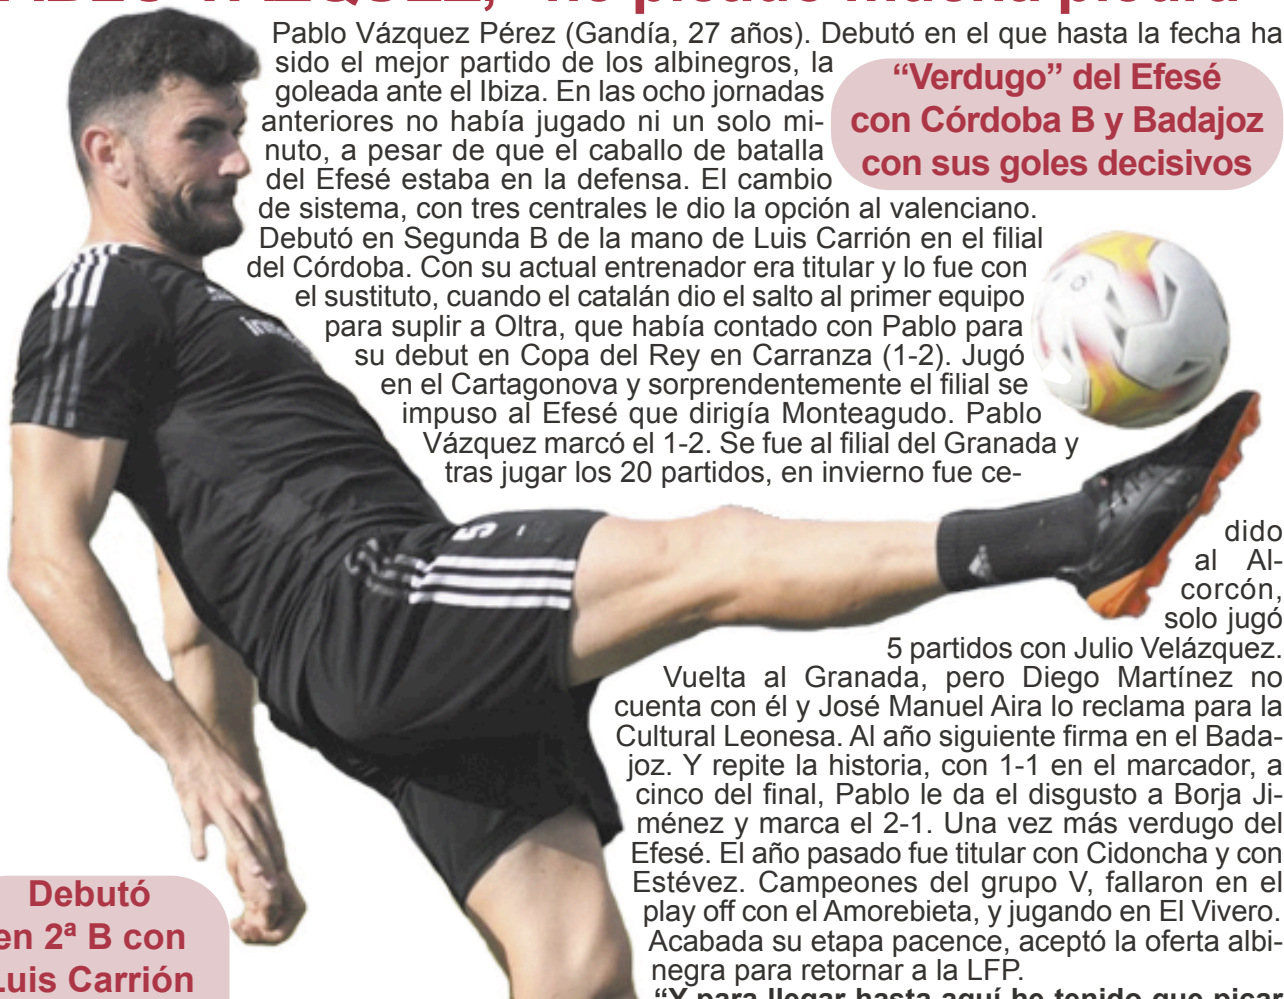 Pablo Vázquez Pérez (Gandía, 27 años). Debutó en el que hasta la fecha ha
sido el mejor partido de los albinegros, la
goleada ante el Ibiza. En las ocho jornadas
anteriores no había jugado ni un solo mi-
nuto, a pesar de que el caballo de batalla
del Efesé estaba en la defensa. El cambio
de sistema, con tres centrales le dio la opción al valenciano.
Debutó en Segunda B de la mano de Luis Carrión en el filial
del Córdoba. Con su actual entrenador era titular y lo fue con
el sustituto, cuando el catalán dio el salto al primer equipo
para suplir a Oltra, que había contado con Pablo para
su debut en Copa del Rey en Carranza (1-2). Jugó
en el Cartagonova y sorprendentemente el filial se
impuso al Efesé que dirigía Monteagudo. Pablo
Vázquez marcó el 1-2. Se fue al filial del Granada y
tras jugar los 20 partidos, en invierno fue ce-
dido
al Al-
corcón,
solo jugó
5 partidos con Julio Velázquez.
Vuelta al Granada, pero Diego Martínez no
cuenta con él y José Manuel Aira lo reclama para la
Cultural Leonesa. Al año siguiente firma en el Bada-
joz. Y repite la historia, con 1-1 en el marcador, a
cinco del final, Pablo le da el disgusto a Borja Ji-
ménez y marca el 2-1. Una vez más verdugo del
Efesé. El año pasado fue titular con Cidoncha y con
Estévez. Campeones del grupo V, fallaron en el
play off con el Amorebieta, y jugando en El Vivero.
Acabada su etapa pacence, aceptó la oferta albi-
negra para retornar a la LFP.
“Y para llegar hasta aquí he tenido que picar
“Verdugo” del Efesé
con Córdoba B y Badajoz
con sus goles decisivos
Debutó
en 2ª B con
Luis Carrión
5